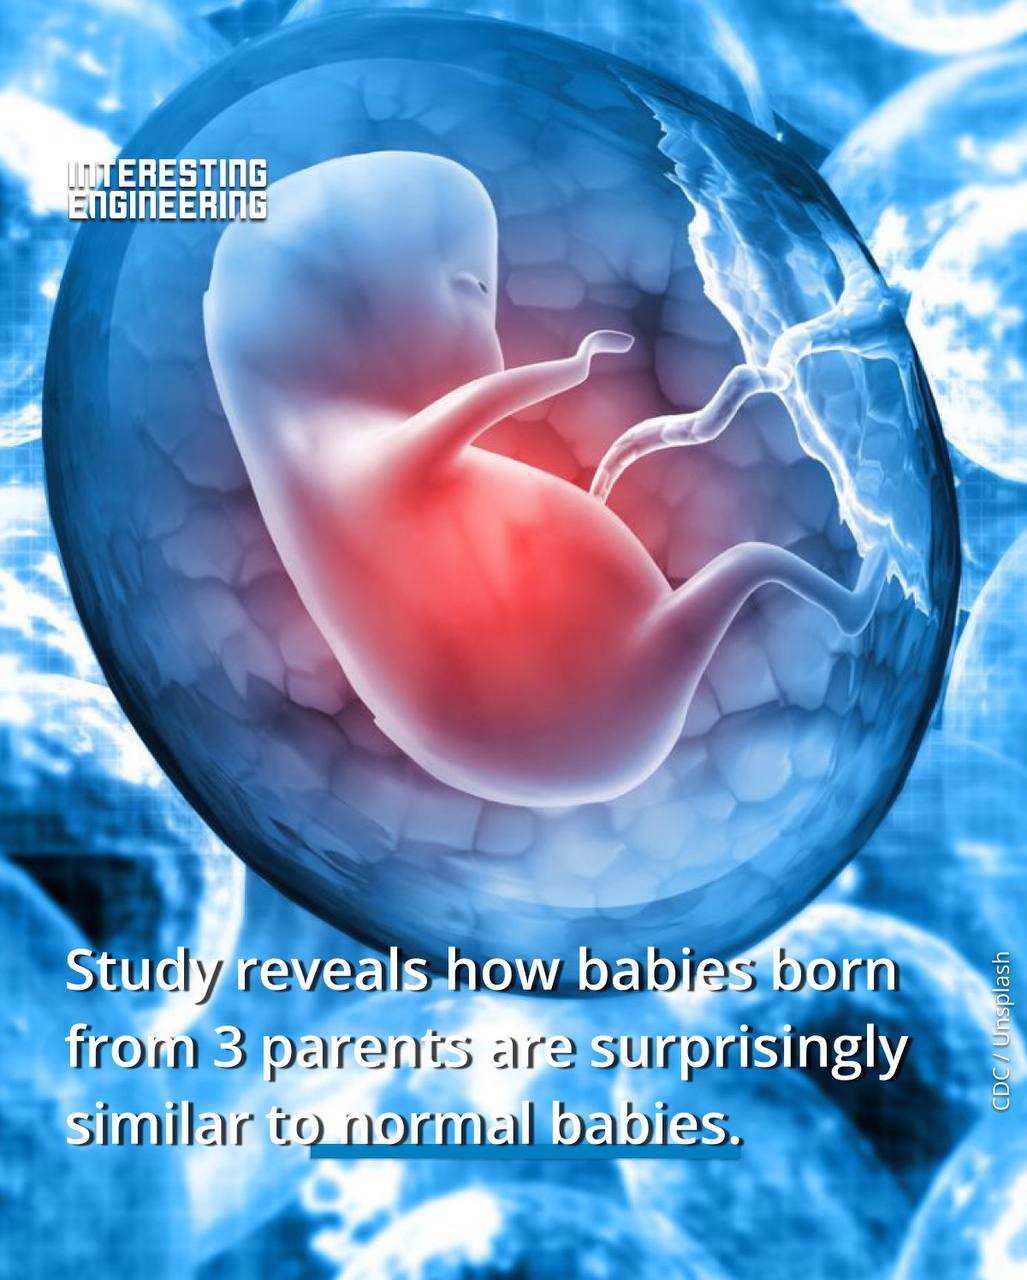 INTERESTING
ENGINEERING
Study reveals how babies born
from 3 parents are surprisingly
similar to normal babies.
CDC / Unsplash